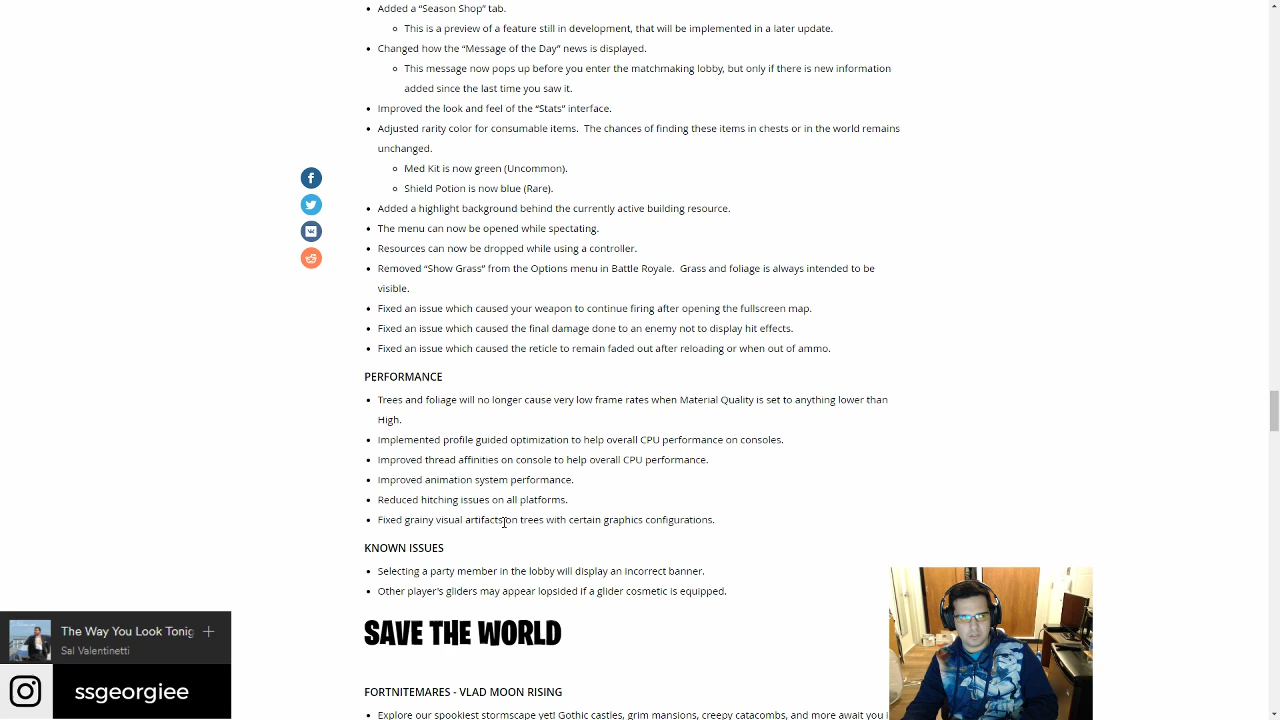 Added a “Season Shop” tab.
This is a preview of a feature still in development, that will be implemented in a later update.
Changed how the “Message of the Day” news is displayed.
This message now pops up before you enter the matchmaking lobby, but only if there is new information
added since the last time you saw it.
Improved the look and feel of the “Stats” interface.
Adjusted rarity color for consumable items.  The chances of finding these items in chests or in the world remains
unchanged.
Med Kit is now green (Uncommon).
Shield Potion is now blue (Rare).
Added a highlight background behind the currently active building resource.
The menu can now be opened while spectating.
Resources can now be dropped while using a controller.
Removed “Show Grass” from the Options menu in Battle Royale.  Grass and foliage is always intended to be
visible.
Fixed an issue which caused your weapon to continue firing after opening the fullscreen map.
Fixed an issue which caused the final damage done to an enemy not to display hit effects.
Fixed an issue which caused the reticle to remain faded out after reloading or when out of ammo.
PERFORMANCE
Trees and foliage will no longer cause very low frame rates when Material Quality is set to anything lower than
High.
Implemented profile guided optimization to help overall CPU performance on consoles.
Improved thread affinities on console to help overall CPU performance.
Improved animation system performance.
Reduced hitching issues on all platforms.
Fixed grainy visual artifacts on trees with certain graphics configurations.
KNOWN ISSUES
Selecting a party member in the lobby will display an incorrect banner.
Other player's gliders may appear lopsided if a glider cosmetic is equipped.
SAVE THE WORLD
FORTNITEMARES - VLAD MOON RISING
Explore our spookiest stormscape yet! Gothic castles, grim mansions, creepy catacombs, and more await you i
The Way You Look Tonig
Sal Valentinetti
ssgeorgiee